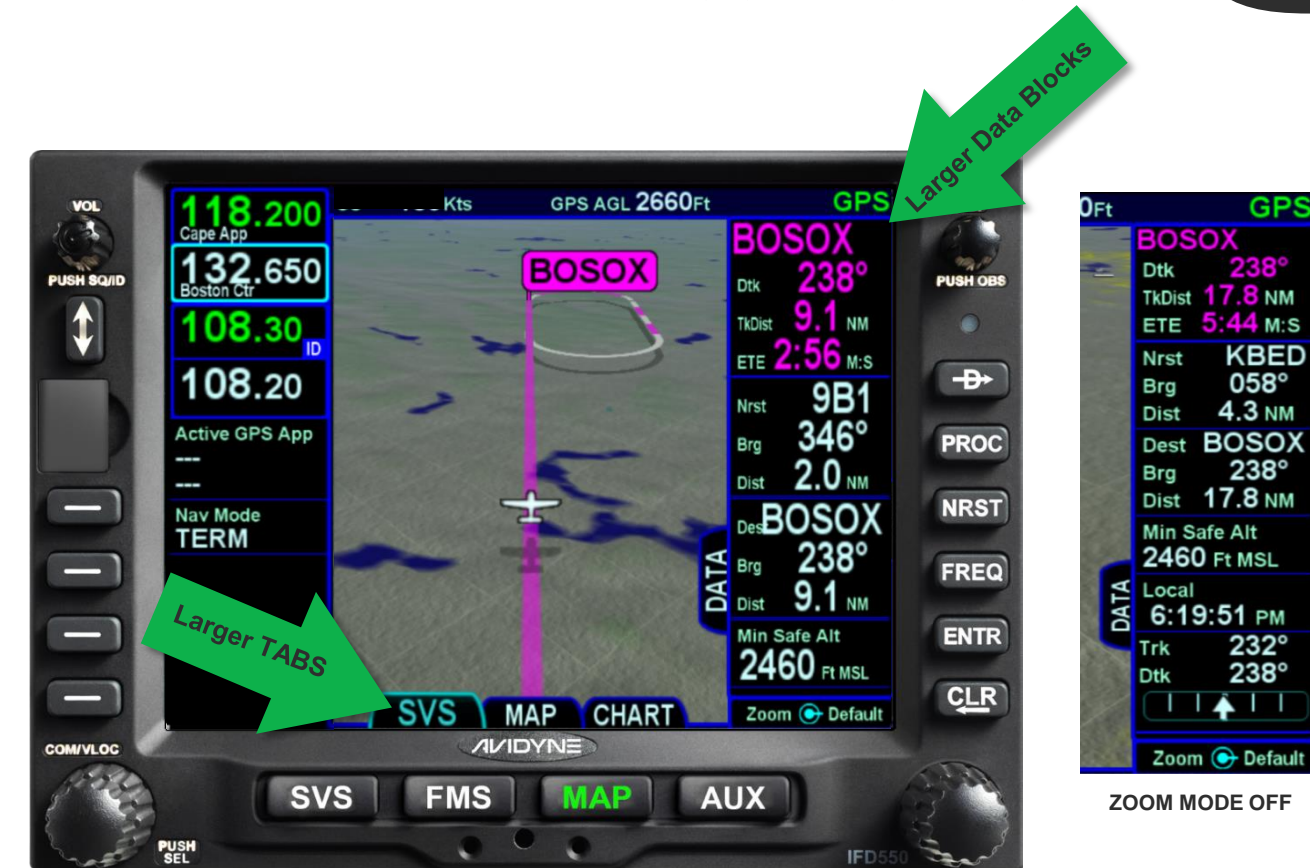 Larger Data Blocks
VOL
PUSH SQ/ID
118.200
Cape App
132.650
Boston Ctr
108.30
ID
108.20
Active GPS App
---
---
Nav Mode
TERM
Kts
GPS AGL 2660Ft
GPS
BOSOX
BOSOX
Dtk 238°
TkDist 9.1 NM
ETE 2:56 M:S
Nrst 9B1
Brg 346°
Dist 2.0 NM
Des BOSOX
Brg 238°
Dist 9.1 NM
Min Safe Alt
2460 Ft MSL
DATA
Zoom Default
Larger TABS
SVS
MAP
CHART
PUSH OBS
D
PROC
NRST
FREQ
ENTR
CLR
AVIDYNE
COM/VLOC
SVS
FMS
MAP
AUX
PUSH
SEL
IFD550
0Ft
GPS
BOSOX
Dtk 238°
TkDist 17.8 NM
ETE 5:44 M:S
Nrst KBED
Brg 058°
Dist 4.3 NM
Dest BOSOX
Brg 238°
Dist 17.8 NM
Min Safe Alt
2460 Ft MSL
DATA
Local
6:19:51 PM
Trk 232°
Dtk 238°
Zoom Default
ZOOM MODE OFF